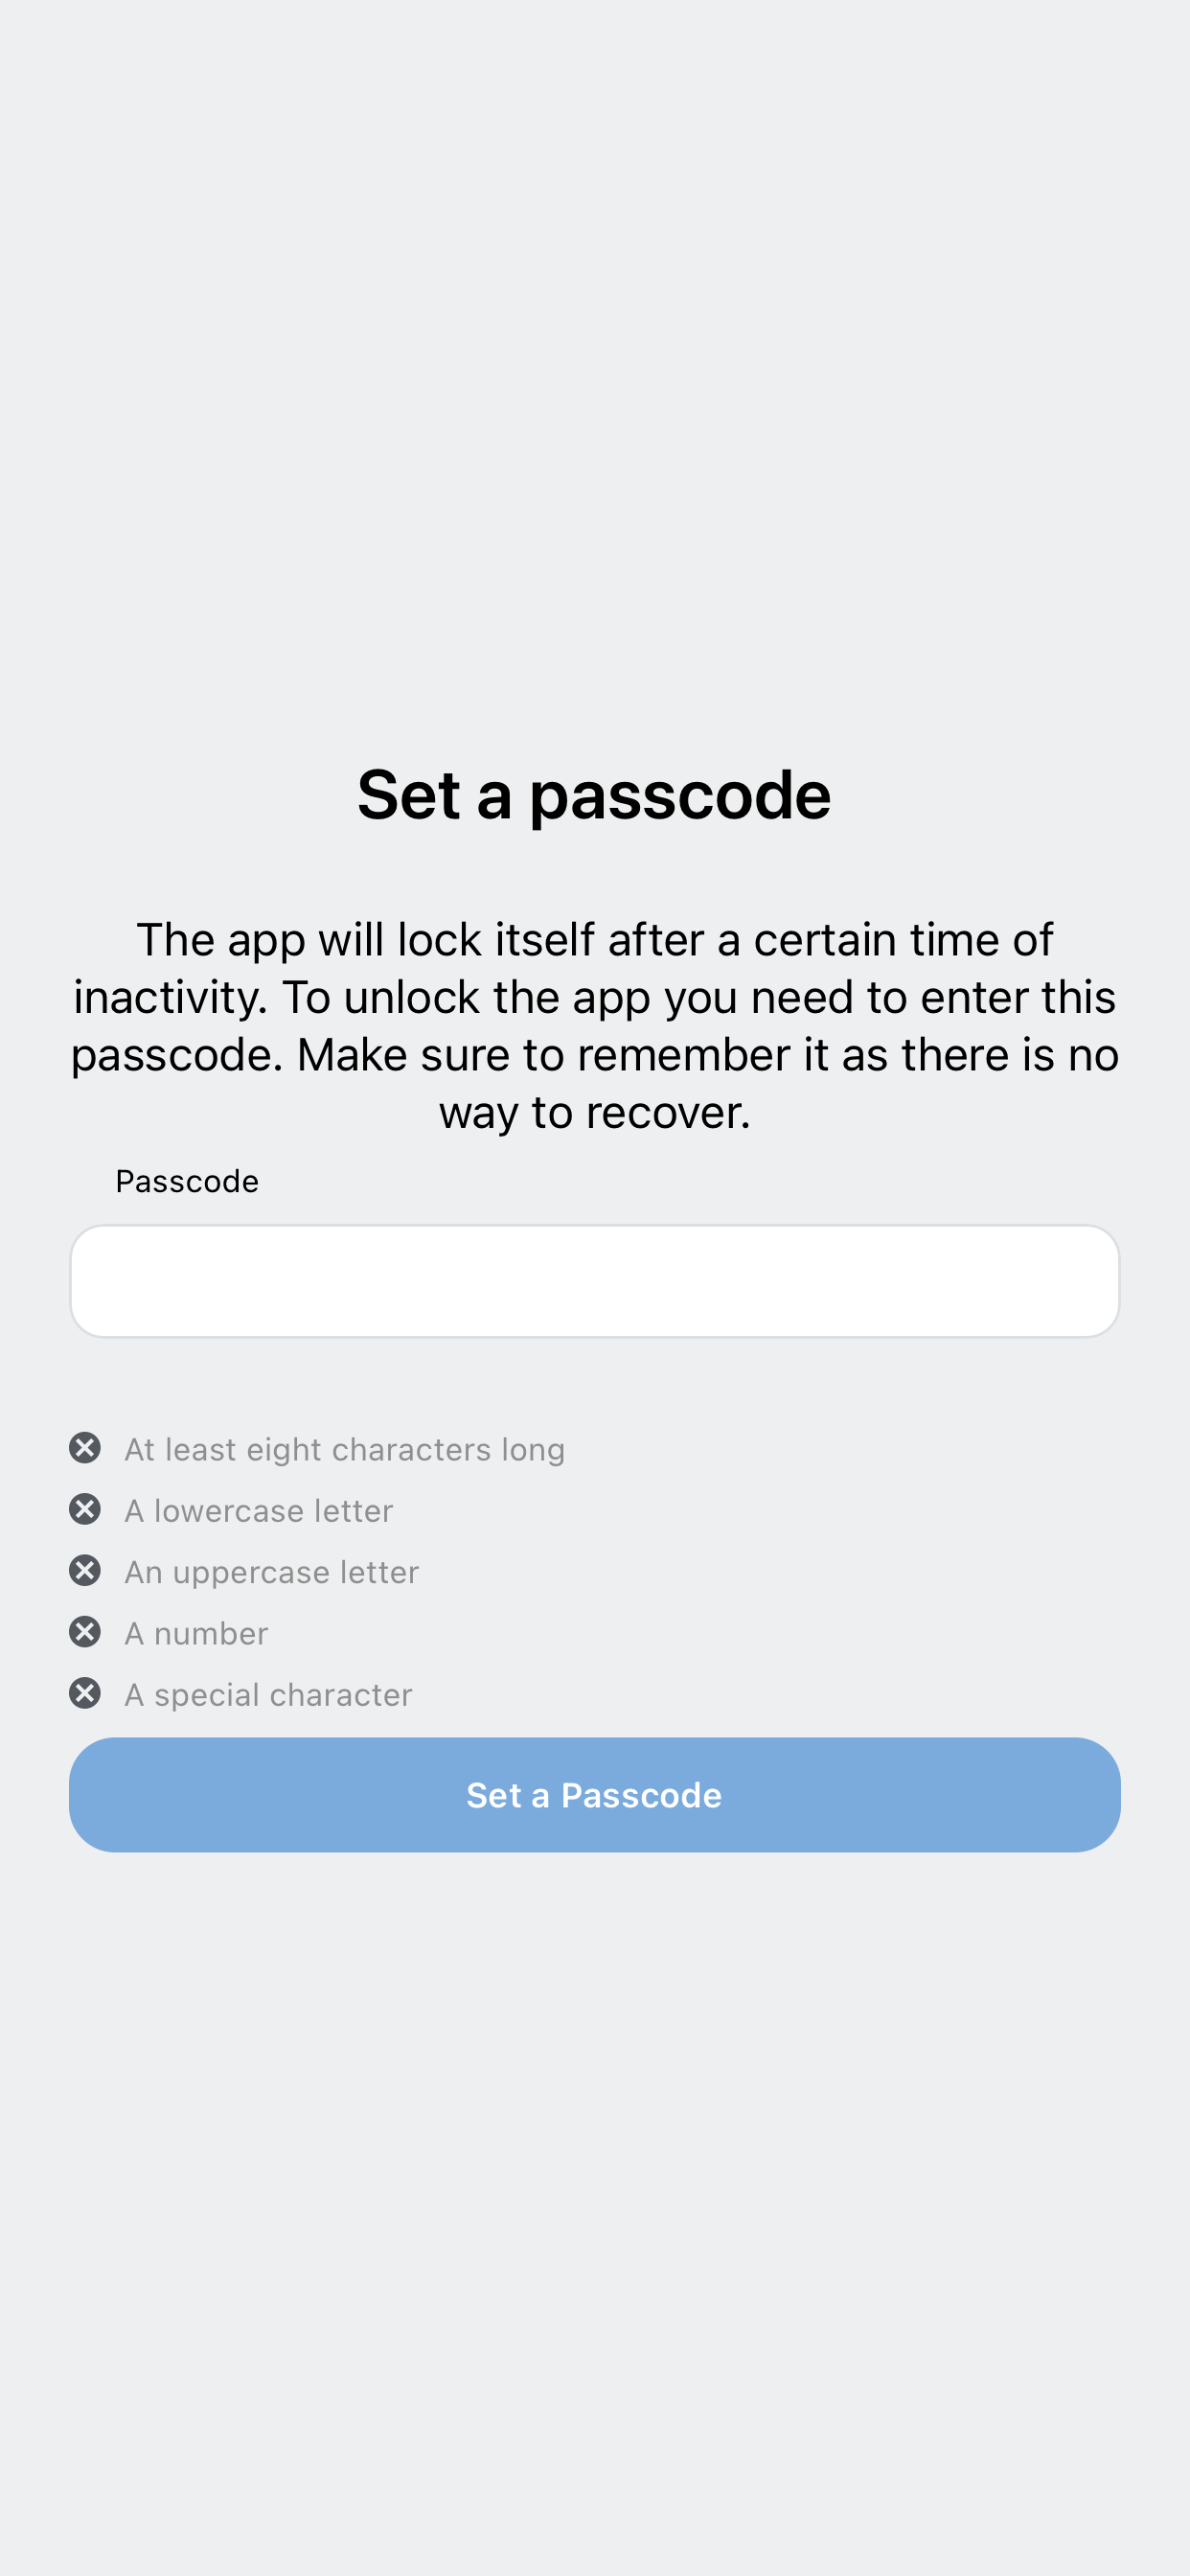 Set a passcode
The app will lock itself after a certain time of
inactivity. To unlock the app you need to enter this
passcode. Make sure to remember it as there is no
way to recover.
Passcode
At least eight characters long
A lowercase letter
An uppercase letter
A number
A special character
Set a Passcode